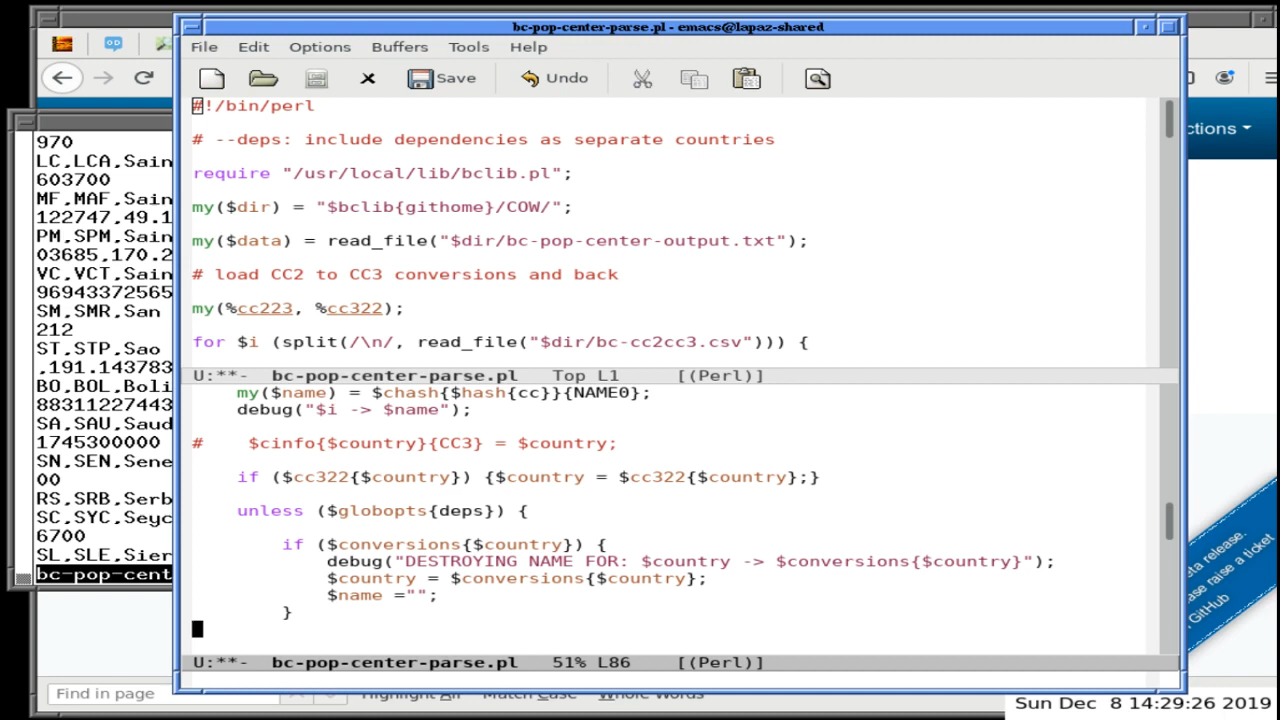 bc-pop-center-parse.pl - emacs@lapaz-shared
File Edit Options Buffers Tools Help
Save Undo
#!/bin/perl
# --deps: include dependencies as separate countries
require "/usr/local/lib/bclib.pl";
my($dir) = "$bclib{githome}/COW/";
my($data) = read_file("$dir/bc-pop-center-output.txt");
# load CC2 to CC3 conversions and back
my(%cc223, %cc322);
for $i (split(/\n/, read_file("$dir/bc-cc2cc3.csv"))) {
U:**- bc-pop-center-parse.pl Top L1 [(Perl)]
my($name) = $chash{$hash{cc}}{NAME0};
debug("$i -> $name");
# $cinfo{$country}{CC3} = $country;
if ($cc322{$country}) {$country = $cc322{$country};}
unless ($globopts{deps}) {
if ($conversions{$country}) {
debug("DESTROYING NAME FOR: $country -> $conversions{$country}");
$country = $conversions{$country};
$name ="";
}
U:**- bc-pop-center-parse.pl 51% L86 [(Perl)]
970
LC,LCA,Sain
603700
MF,MAF,Sain
122747,49.1
PM,SPM,Sain
03685,170.2
VC,VCT,Sain
96943372565
SM,SMR,San
212
ST,STP,Sao
,191.143783
BO,BOL,Boli
88311227443
SA,SAU,Saud
1745300000
SN,SEN,Sene
00
RS,SRB,Serb
SC,SYC,Seyc
6700
SL,SLE,Sier
bc-pop-cent
ctions
ata release.
ase raise a ticket
GitHub
Find in page
Highlight All Match Case Whole Words
Sun Dec 8 14:29:26 2019